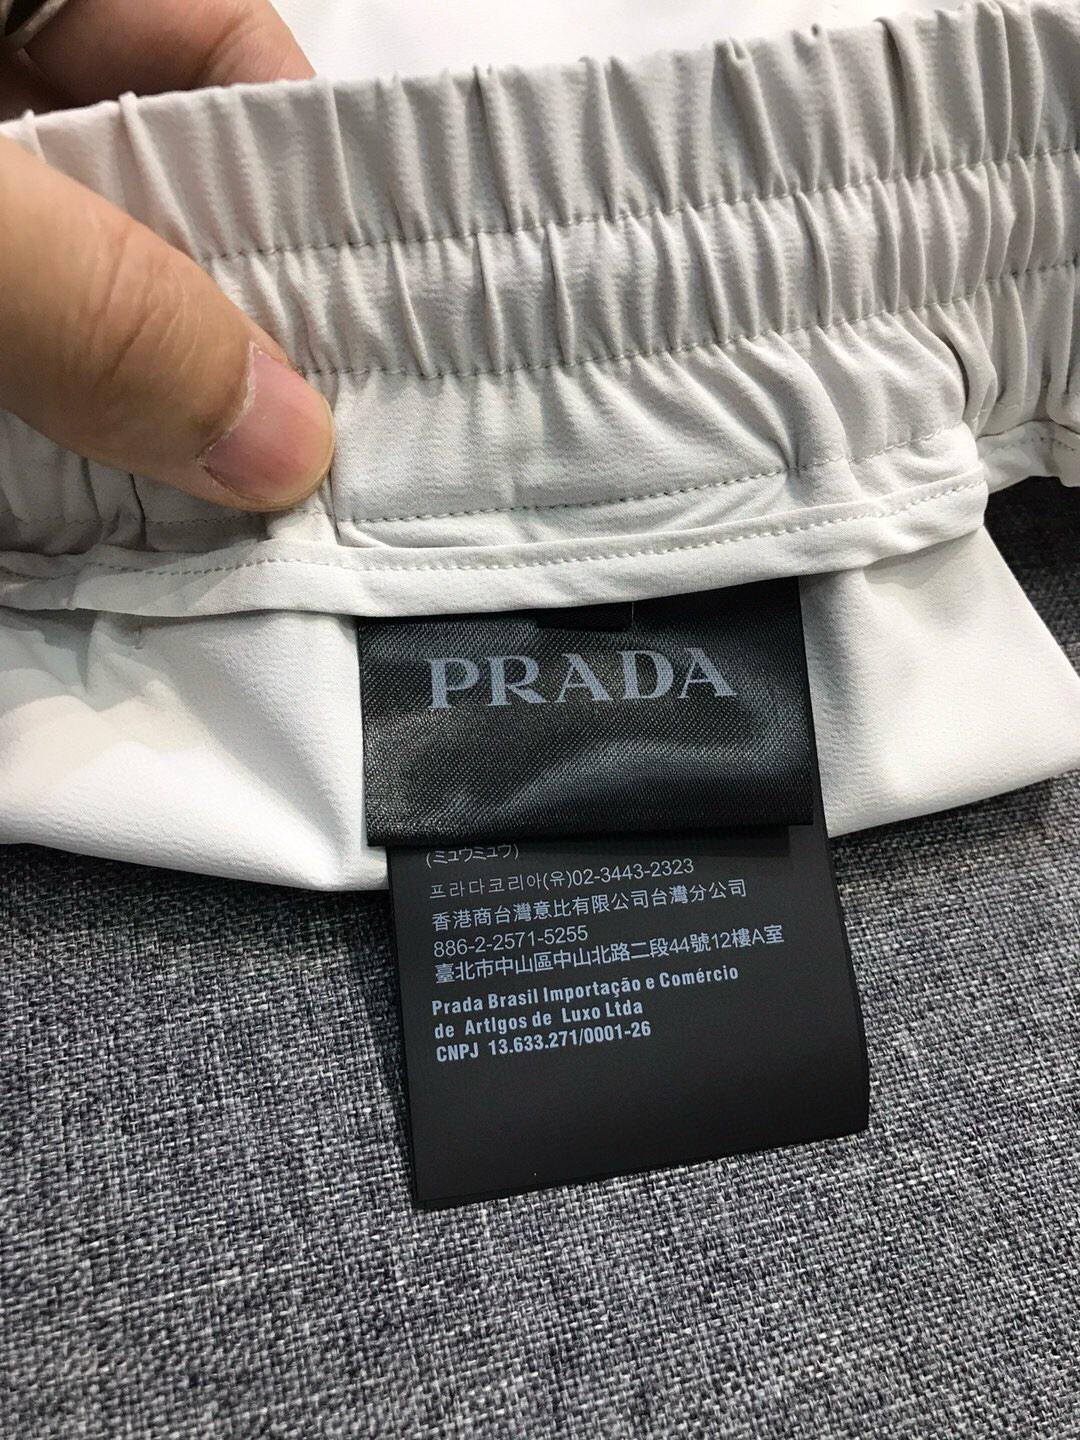 PRADA
(ミュウミュウ)
프라다코리아(유)02-3443-2323
香港商台灣意比有限公司台灣分公司
886-2-2571-5255
臺北市中山區中山北路二段44號12樓A室
Prada Brasil Importação e Comércio
de Artigos de Luxo Ltda
CNPJ 13.633.271/0001-26